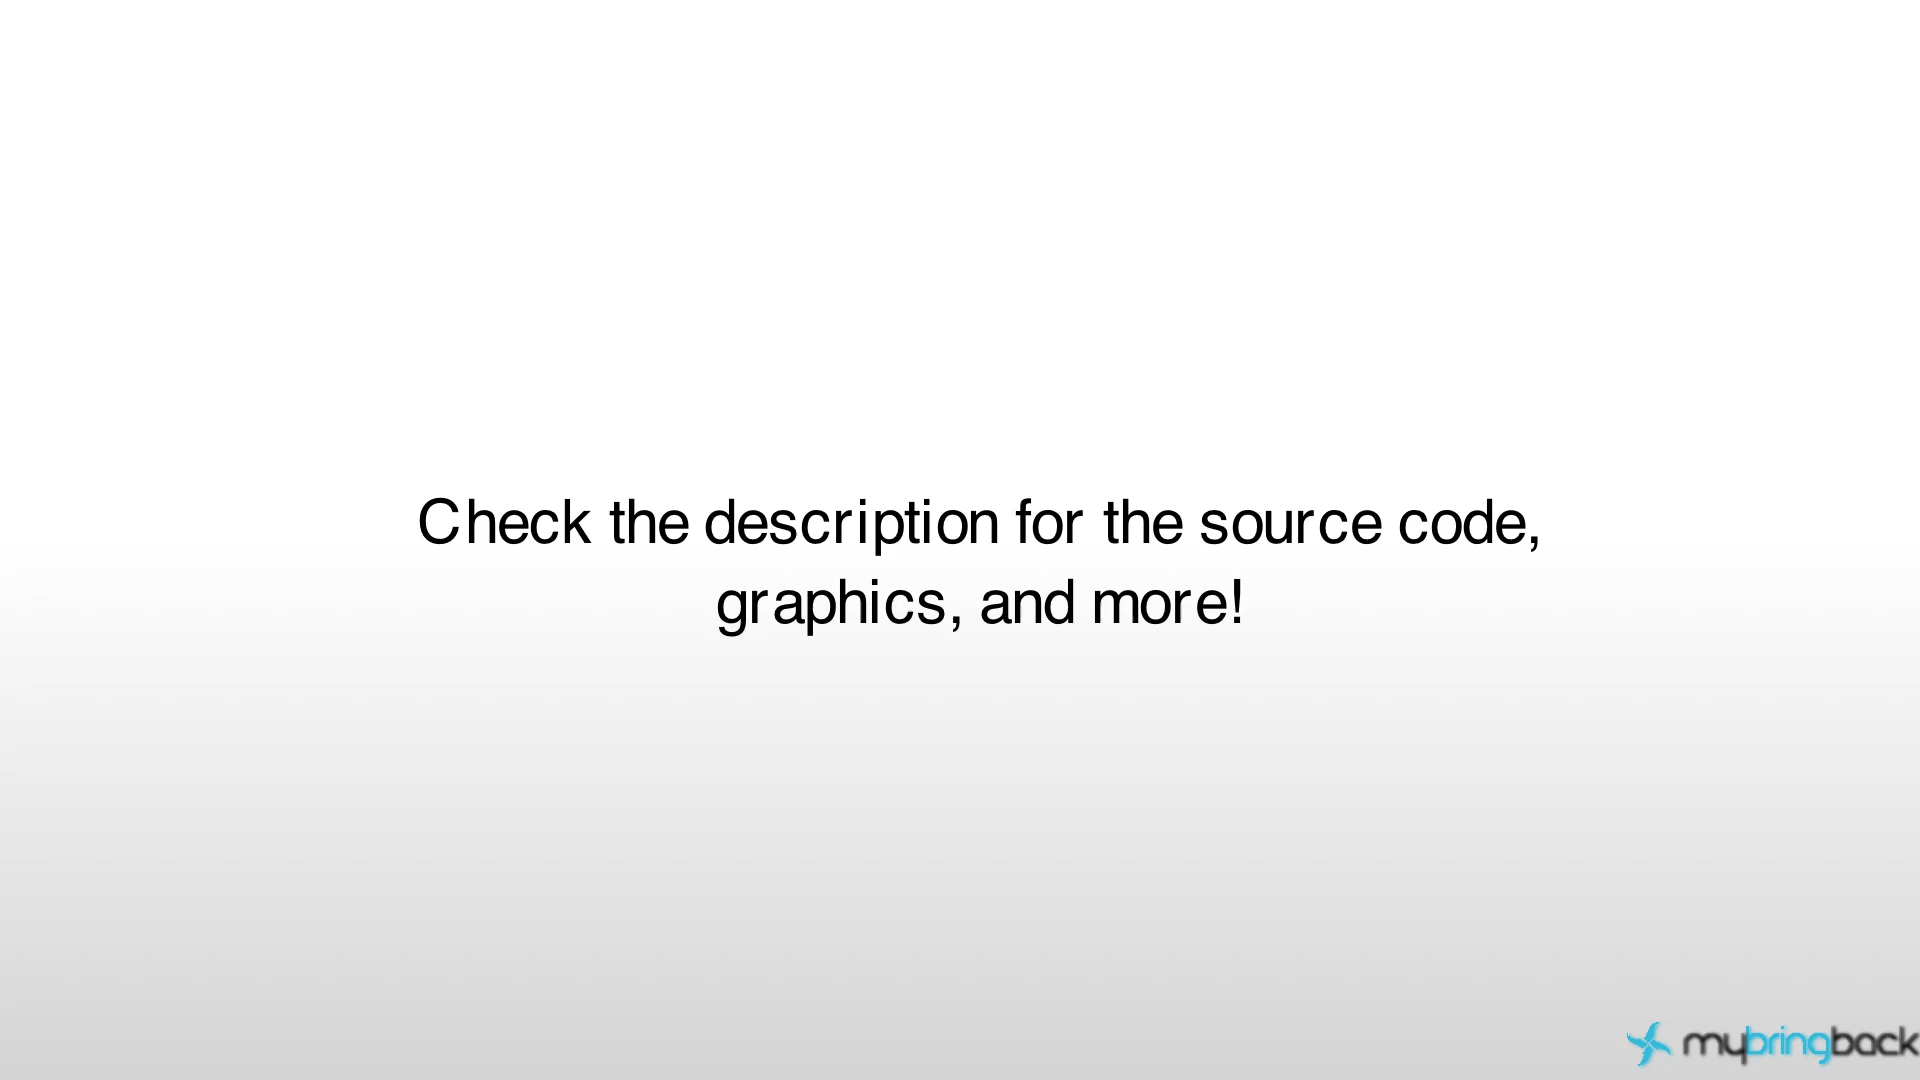 Check the description for the source code,
graphics, and more!
mybringback